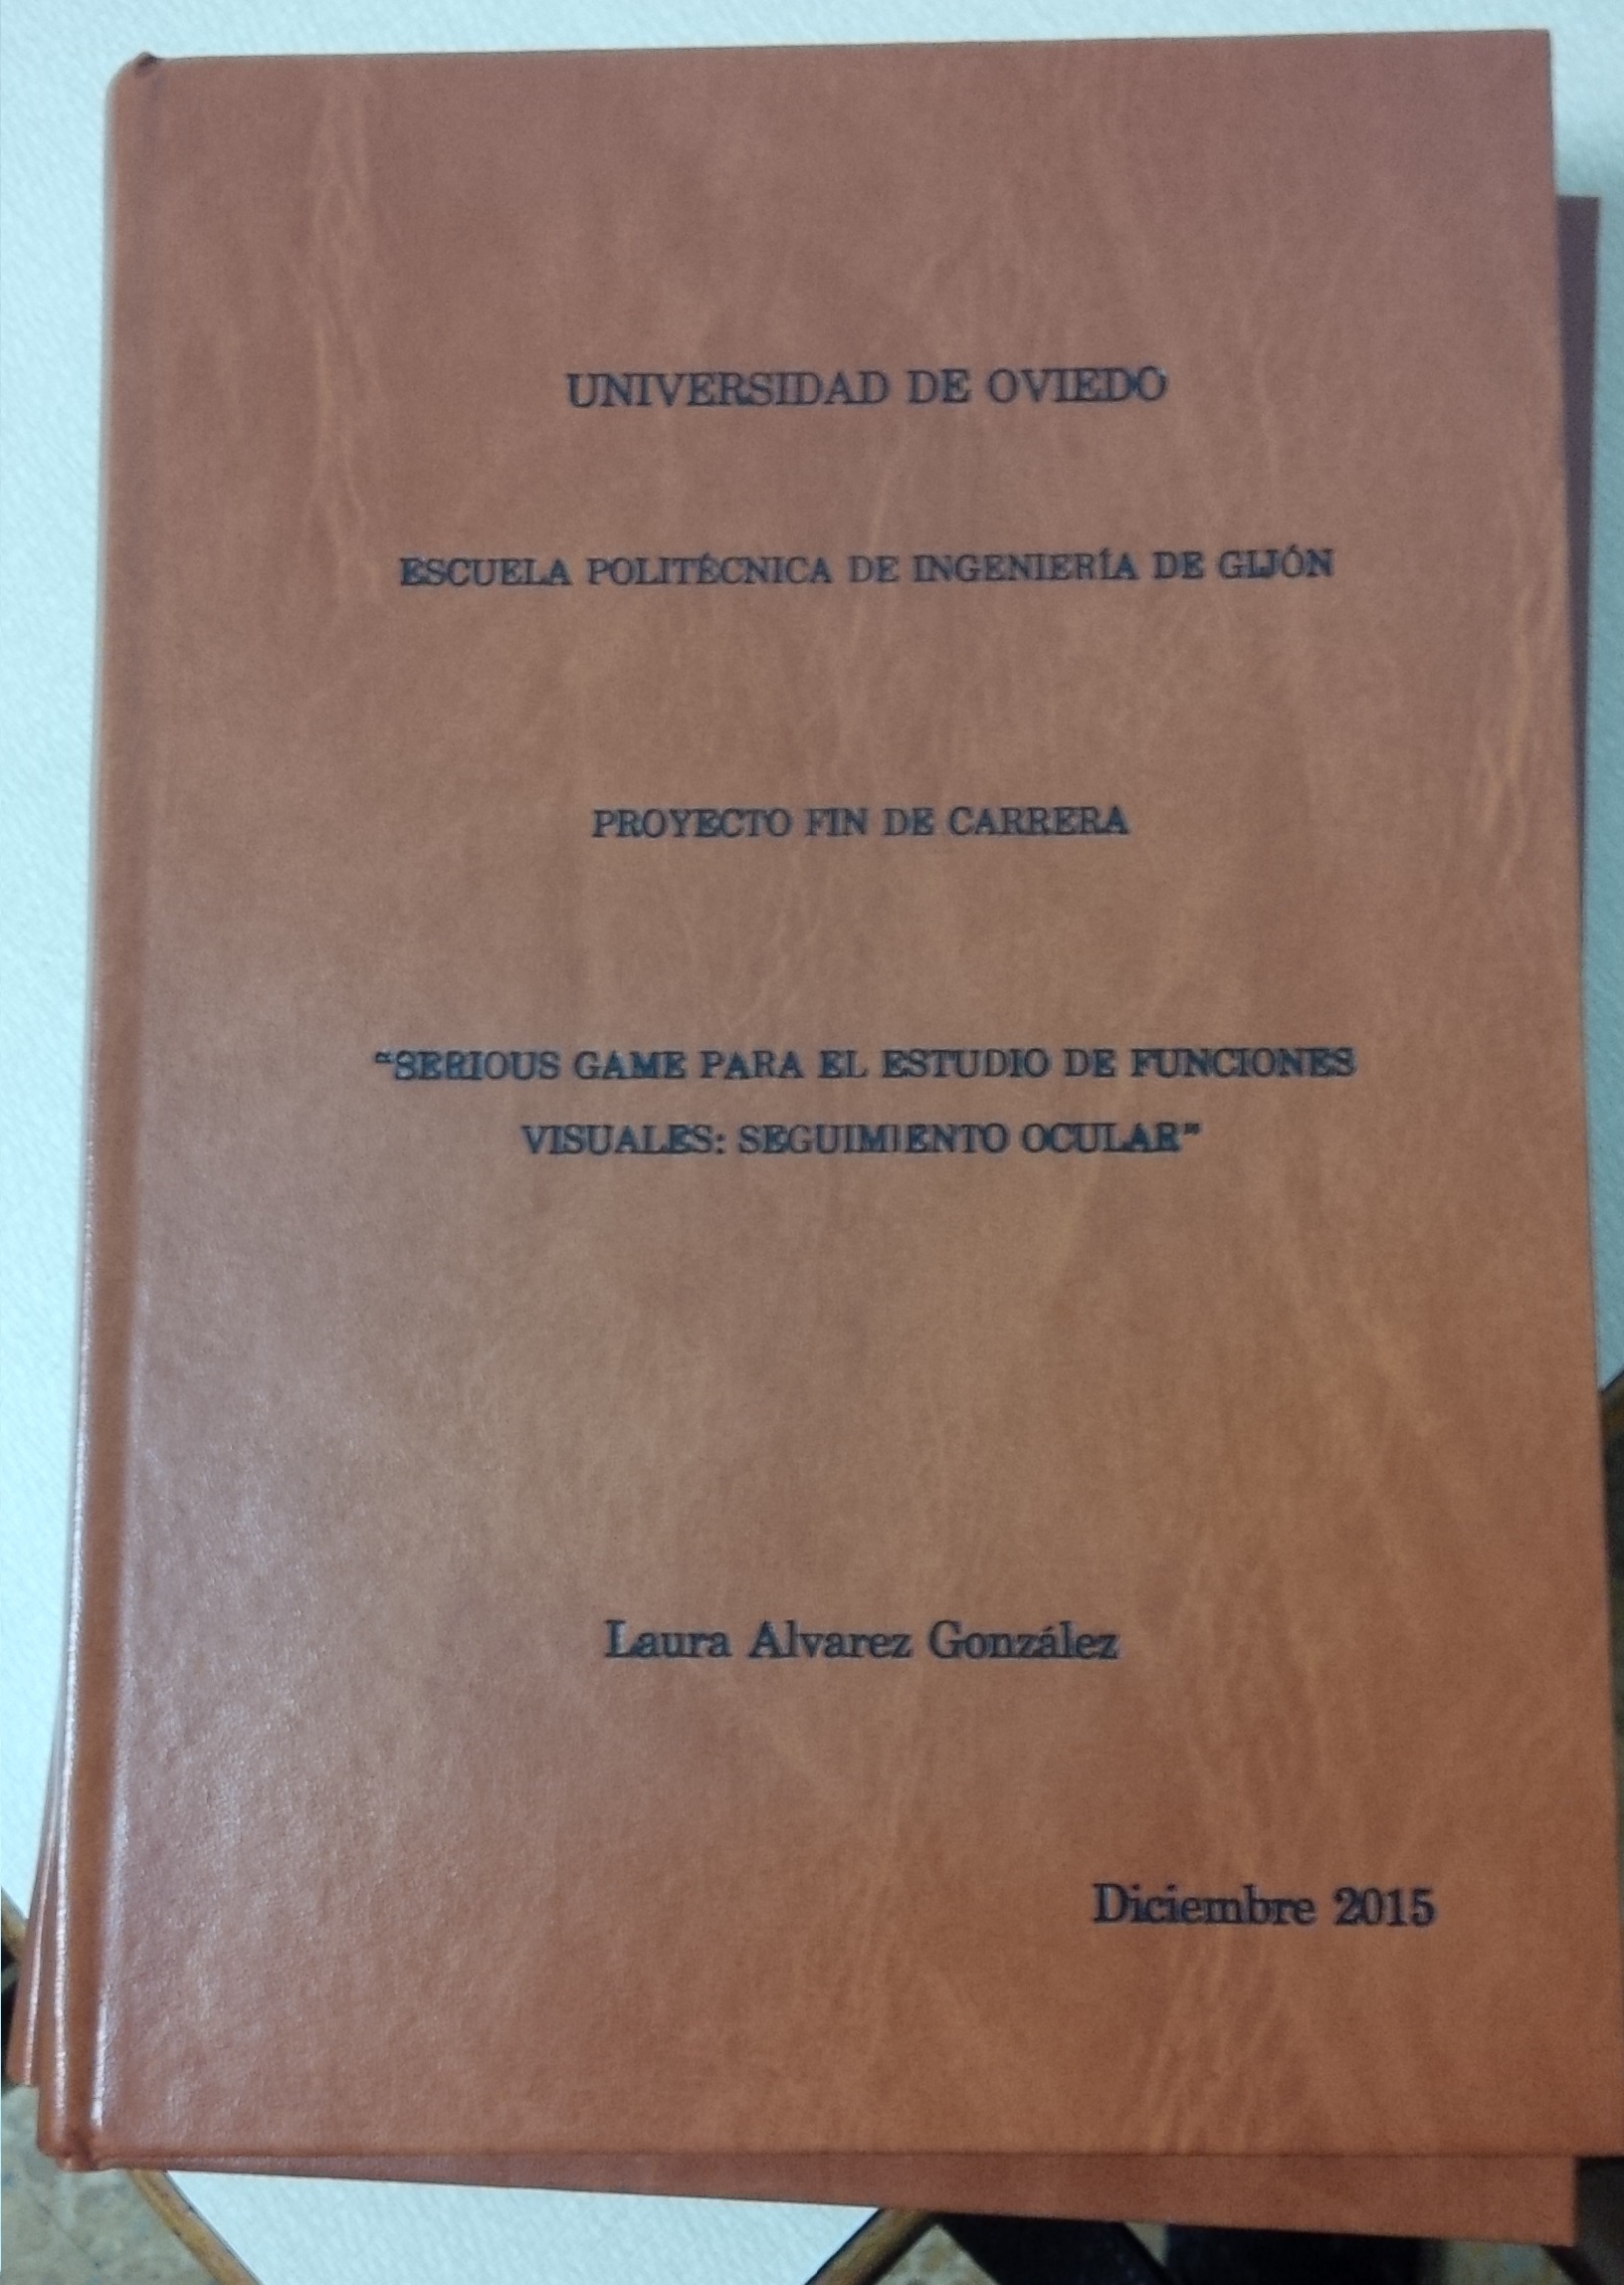 UNIVERSIDAD DE OVIEDO
ESCUELA POLITÉCNICA DE INGENIERÍA DE GIJÓN
PROYECTO FIN DE CARRERA
"SERIOUS GAME PARA EL ESTUDIO DE FUNCIONES
VISUALES: SEGUIMIENTO OCULAR"
Laura Alvarez González
Diciembre 2015